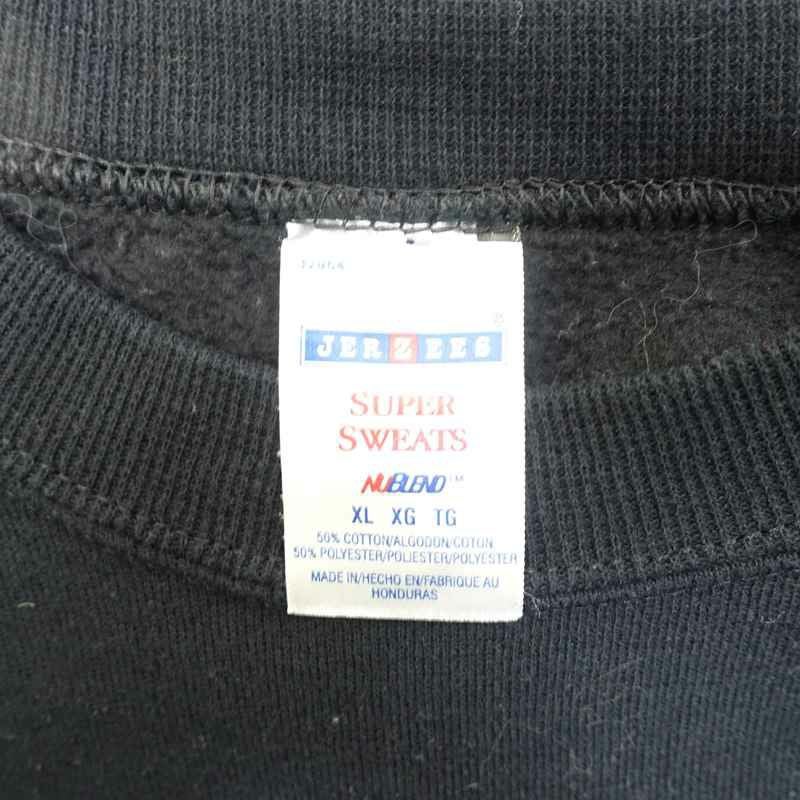 JERZEES
SUPER
SWEATS
NUBLEND™
XL XG TG
50% COTTON/ALGODON/COTON
50% POLYESTER/POLIESTER/POLYESTER
MADE IN/HECHO EN/FABRIQUE AU
HONDURAS